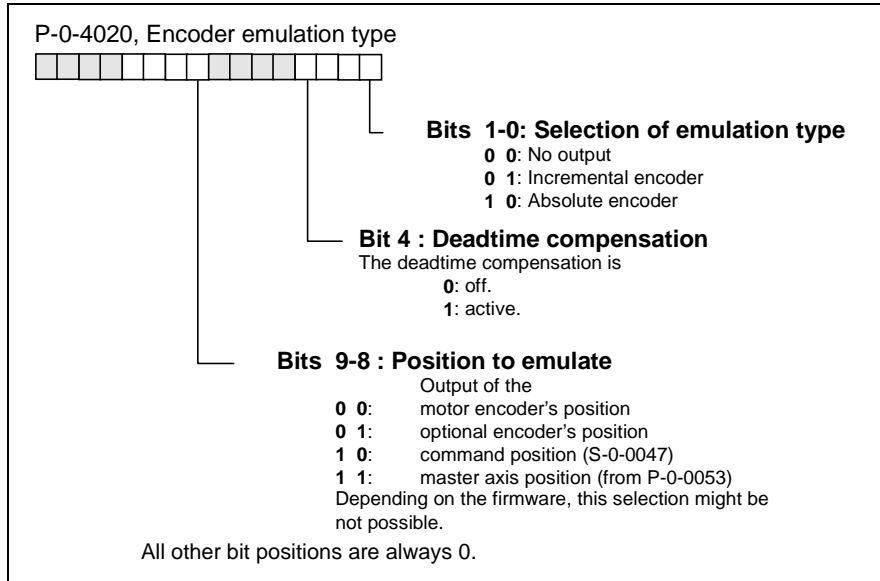 P-0-4020, Encoder emulation type
Bits 1-0: Selection of emulation type
0 0: No output
0 1: Incremental encoder
1 0: Absolute encoder
Bit 4 : Deadtime compensation
The deadtime compensation is
0: off.
1: active.
Bits 9-8 : Position to emulate
Output of the
0 0: motor encoder's position
0 1: optional encoder's position
1 0: command position (S-0-0047)
1 1: master axis position (from P-0-0053)
Depending on the firmware, this selection might be
not possible.
All other bit positions are always 0.